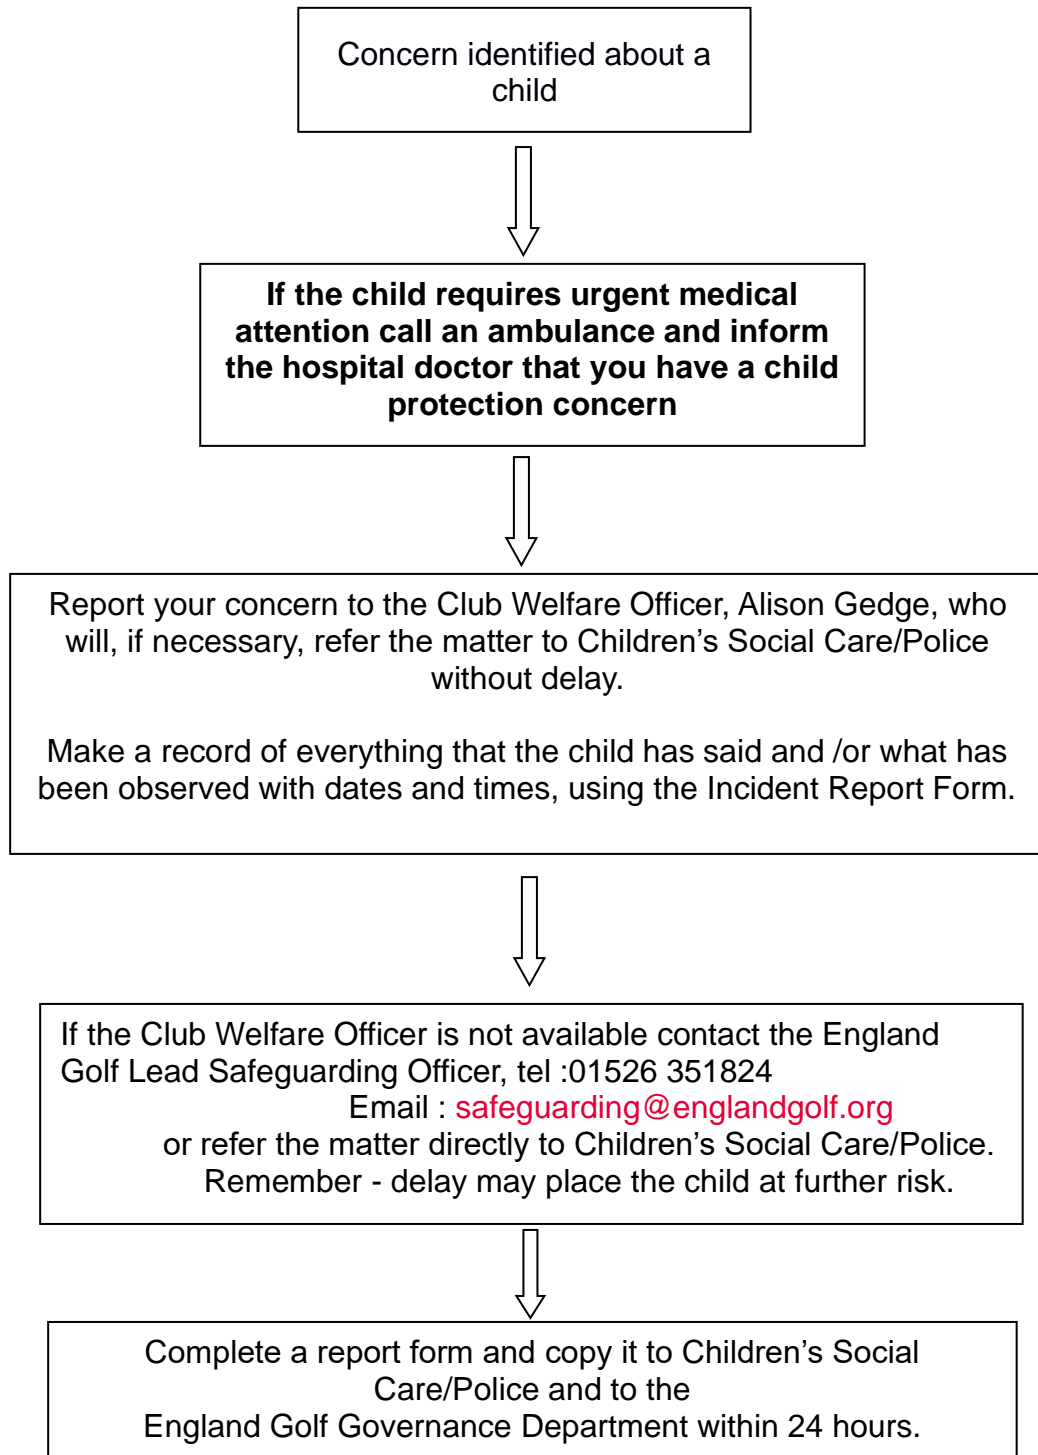 Concern identified about a
child
If the child requires urgent medical
attention call an ambulance and inform
the hospital doctor that you have a child
protection concern
Report your concern to the Club Welfare Officer, Alison Gedge, who
will, if necessary, refer the matter to Children’s Social Care/Police
without delay.
Make a record of everything that the child has said and /or what has
been observed with dates and times, using the Incident Report Form.
If the Club Welfare Officer is not available contact the England
Golf Lead Safeguarding Officer, tel :01526 351824
Email : safeguarding@englandgolf.org
or refer the matter directly to Children’s Social Care/Police.
Remember - delay may place the child at further risk.
Complete a report form and copy it to Children’s Social
Care/Police and to the
England Golf Governance Department within 24 hours.